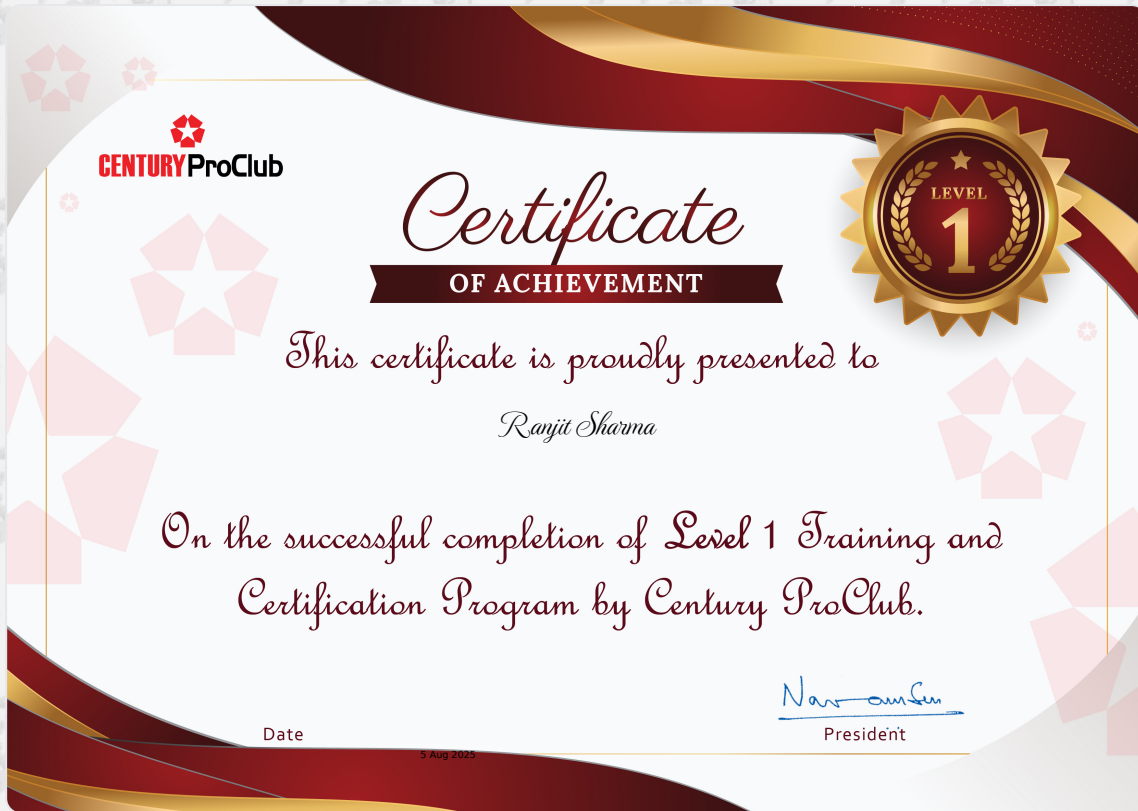 CENTURY ProClub
LEVEL
1
Certificate
OF ACHIEVEMENT
This certificate is proudly presented to
Ranjit Sharma
On the successful completion of Level 1 Training and
Certification Program by Century ProClub.
Date
President
5 Aug 2025